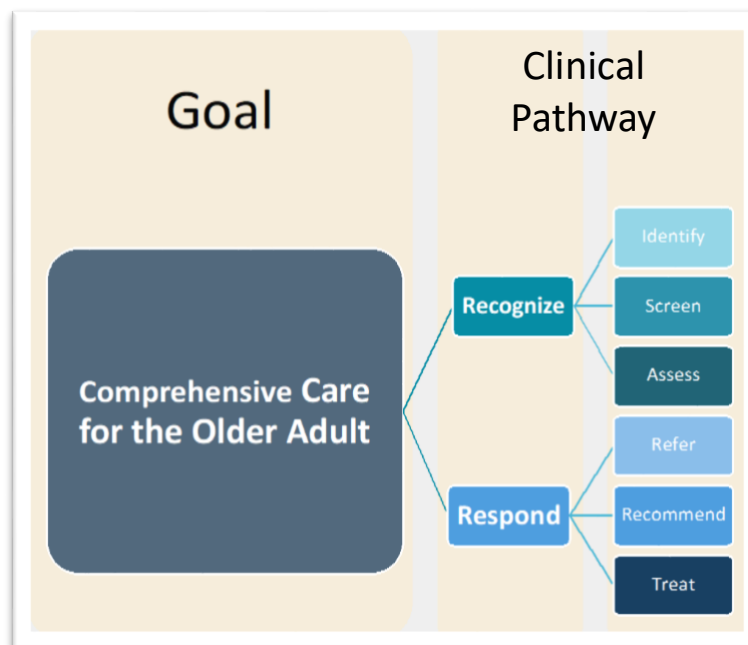 Goal
Clinical
Pathway
Comprehensive Care
for the Older Adult
Recognize
Identify
Screen
Assess
Respond
Refer
Recommend
Treat